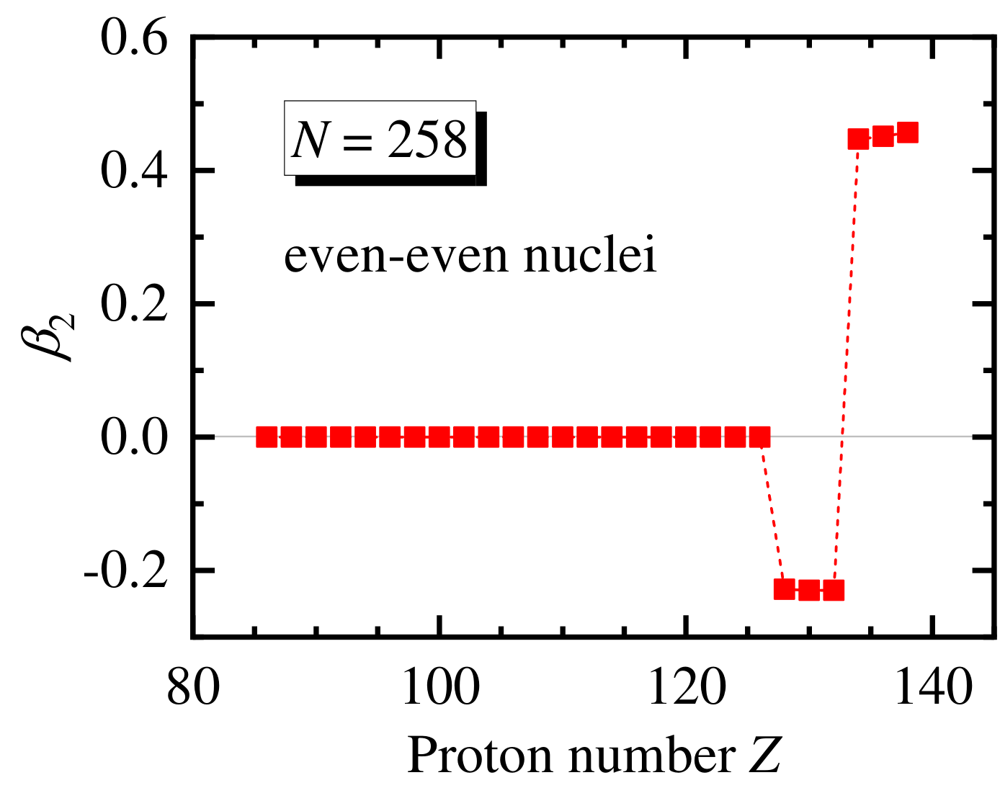 0.6
0.4
0.2
0.0
-0.2
β2
N = 258
even-even nuclei
80 100 120 140
Proton number Z